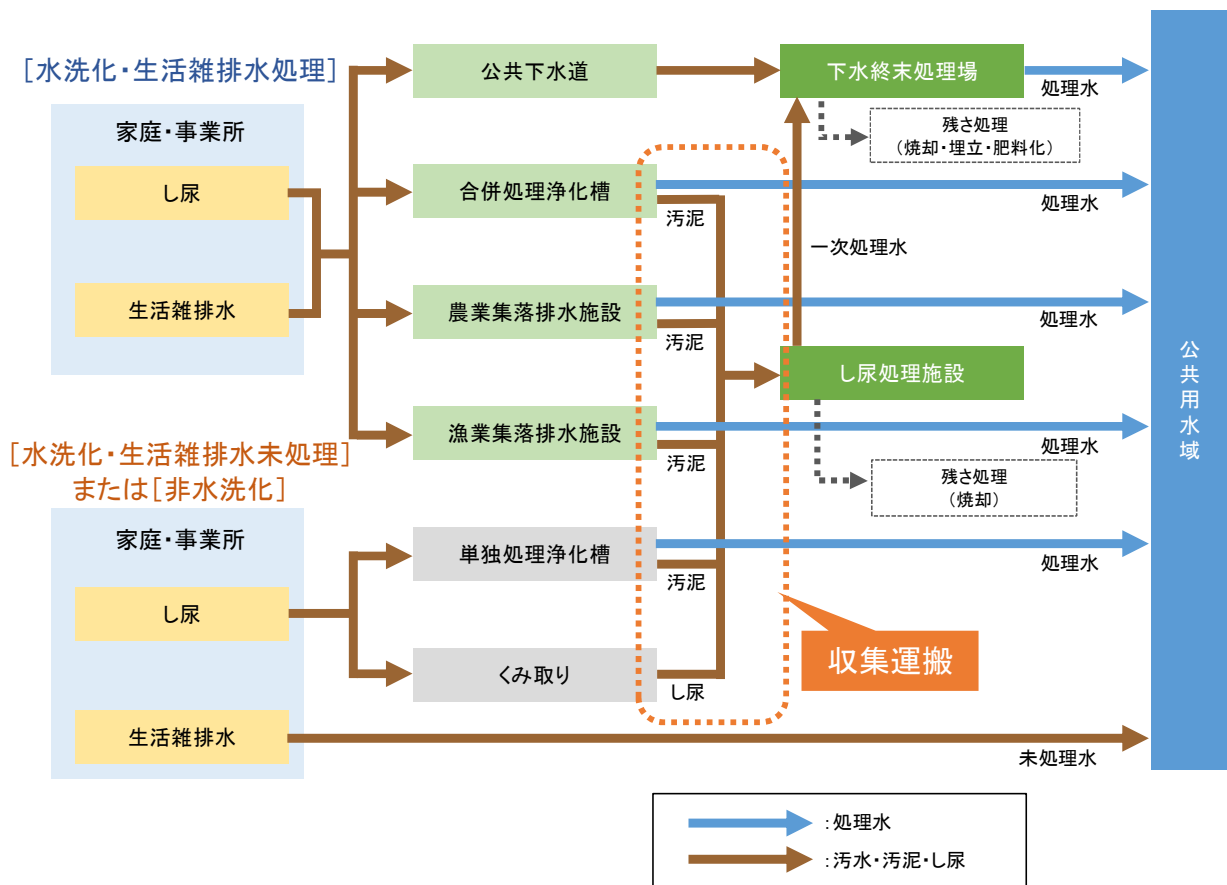 [水洗化・生活雑排水処理]
家庭・事業所
し尿
生活雑排水
公共下水道
下水終末処理場
処理水
残さ処理
（焼却・埋立・肥料化）
合併処理浄化槽
汚泥
処理水
一次処理水
農業集落排水施設
汚泥
処理水
し尿処理施設
漁業集落排水施設
汚泥
処理水
残さ処理
（焼却）
[水洗化・生活雑排水未処理]
または[非水洗化]
家庭・事業所
し尿
生活雑排水
単独処理浄化槽
汚泥
処理水
くみ取り
し尿
収集運搬
未処理水
公共用水域
：処理水
：汚水・汚泥・し尿